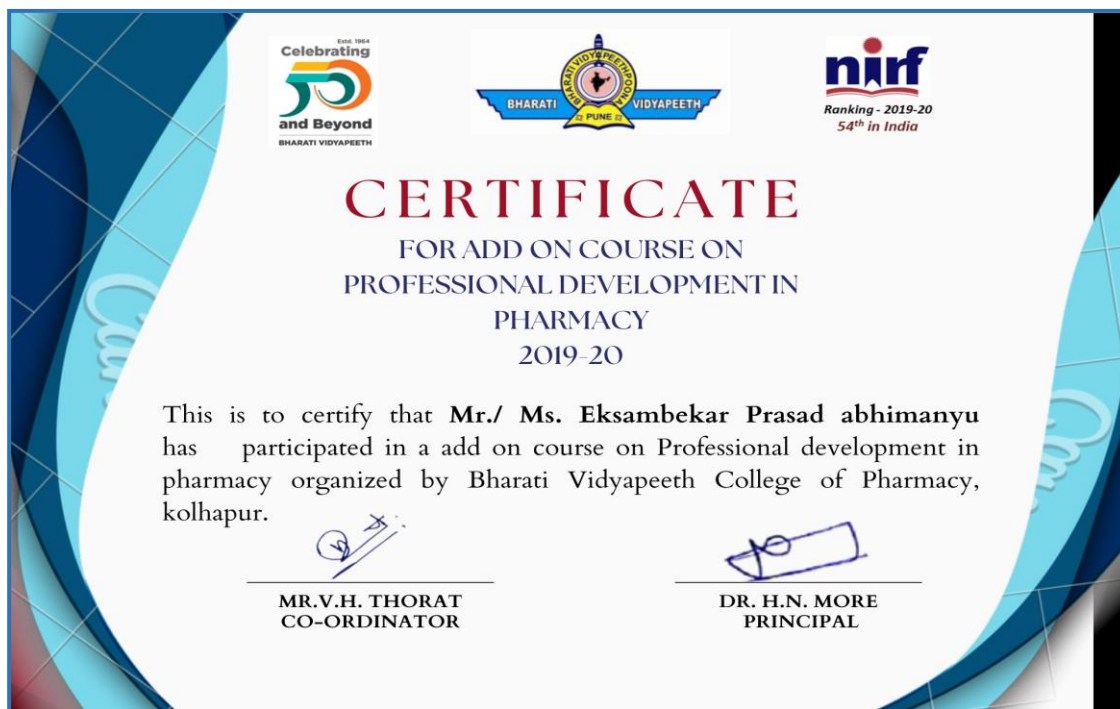 Estd. 1964
Celebrating
50
and Beyond
BHARATI VIDYAPEETH
BHARATI VIDYAPEETH POONA
BHARATI VIDYAPEETH
PUNE
nirf
Ranking - 2019-20
54th in India
CERTIFICATE
FOR ADD ON COURSE ON
PROFESSIONAL DEVELOPMENT IN
PHARMACY
2019-20
This is to certify that Mr./ Ms. Eksambekar Prasad abhimanyu
has participated in a add on course on Professional development in
pharmacy organized by Bharati Vidyapeeth College of Pharmacy,
kolhapur.
MR.V.H. THORAT
CO-ORDINATOR
DR. H.N. MORE
PRINCIPAL